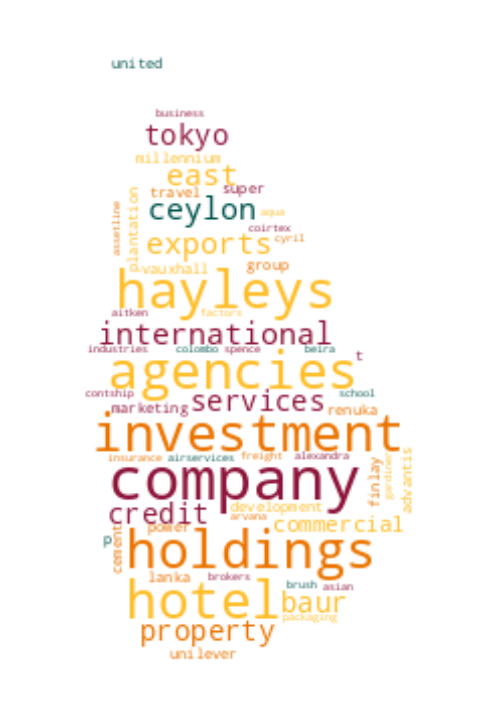 united
business
tokyo
millennium
east
travel super
plantation
assetline
ceylon aqua
coirtex
exports cyril
vauxhall group
hayleys
aitken factors
international
industries colombo spence beira t
agencies
contship school
marketing services renuka
investment
insurance airservices freight alexandra
company
finlay
gardiner
advantis
credit development
arvana
power commercial
cement
p holdings
lanka brokers
brush asian
hotel baur
packaging
property
unilever